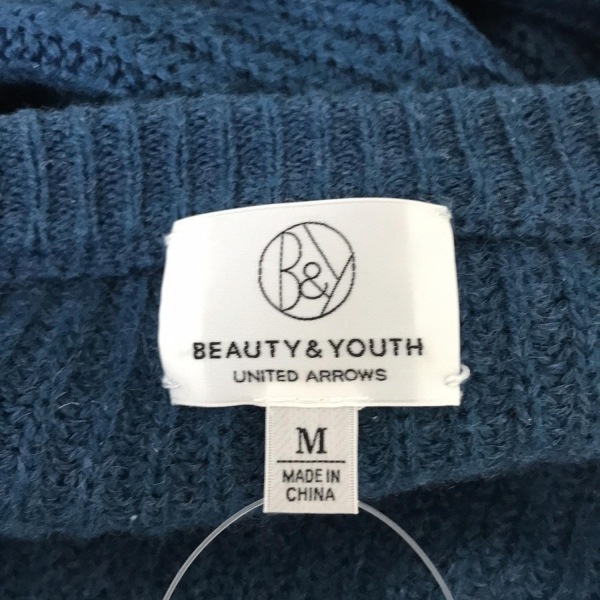 B&Y
BEAUTY & YOUTH
UNITED ARROWS
M
MADE IN
CHINA